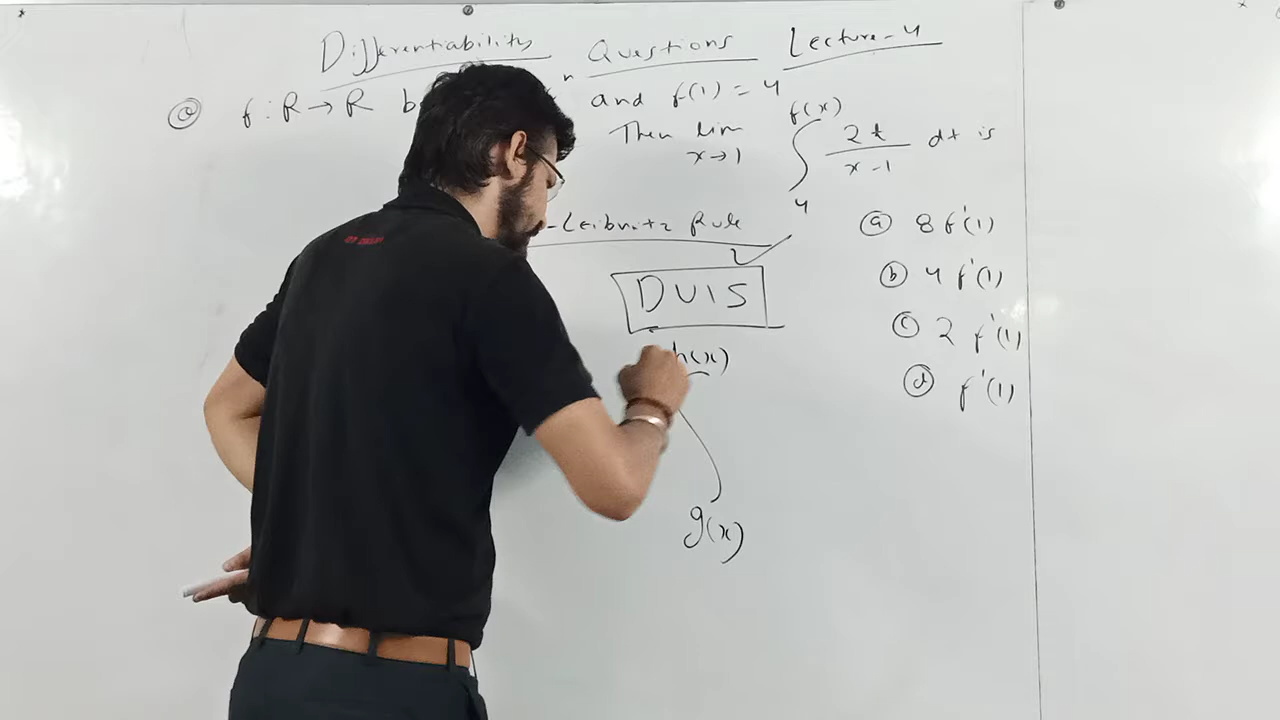 Differentiability Questions Lecture-4
Q f: R → R b n and f(1) = 4
Then lim x→1 ∫ 4 f(x) 2t / x-1 dt is
-Leibnitz Rule
DUIS
h(x)
g(x)
(a) 8 f'(1)
(b) 4 f'(1)
(c) 2 f'(1)
(d) f'(1)